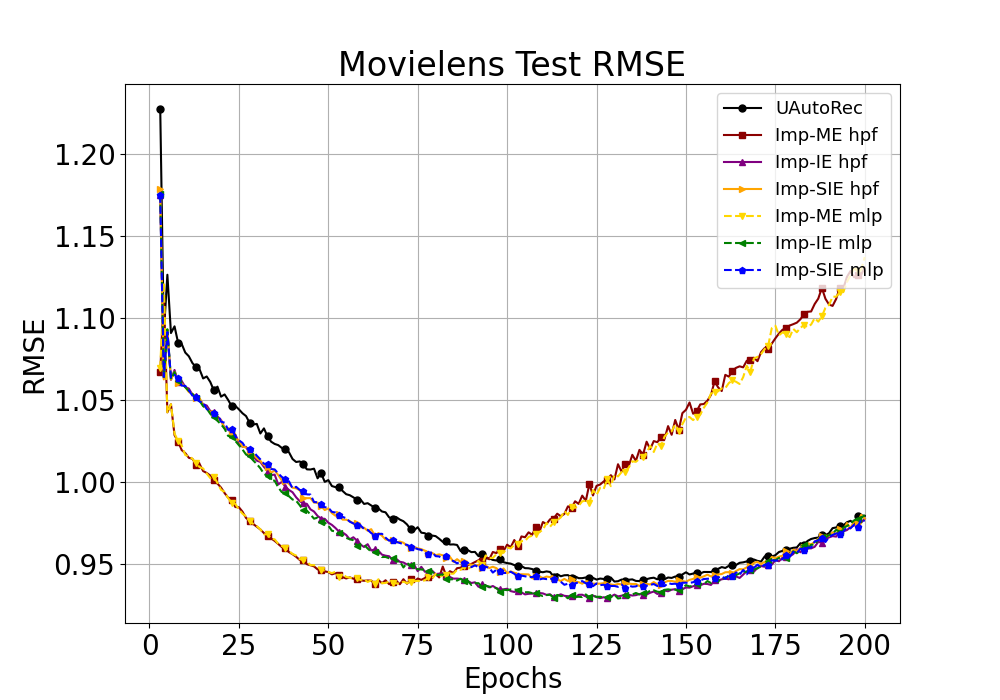 Movielens Test RMSE
UAutoRec
Imp-ME hpf
Imp-IE hpf
Imp-SIE hpf
Imp-ME mlp
Imp-IE mlp
Imp-SIE mlp
RMSE
1.20
1.15
1.10
1.05
1.00
0.95
0 25 50 75 100 125 150 175 200
Epochs